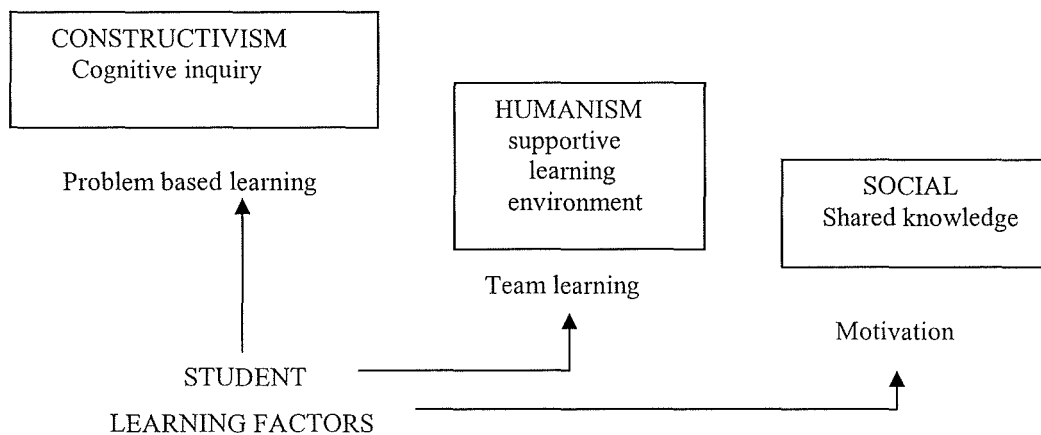 CONSTRUCTIVISM
Cognitive inquiry
Problem based learning
HUMANISM
supportive
learning
environment
Team learning
SOCIAL
Shared knowledge
Motivation
STUDENT
LEARNING FACTORS